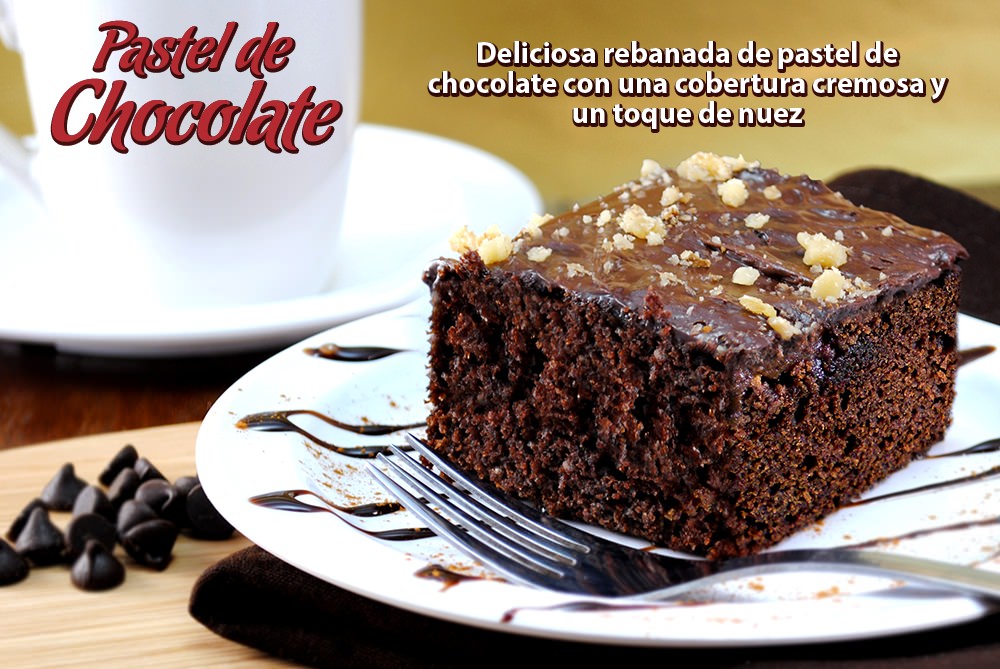 Pastel de
Chocolate
Deliciosa rebanada de pastel de
chocolate con una cobertura cremosa y
un toque de nuez